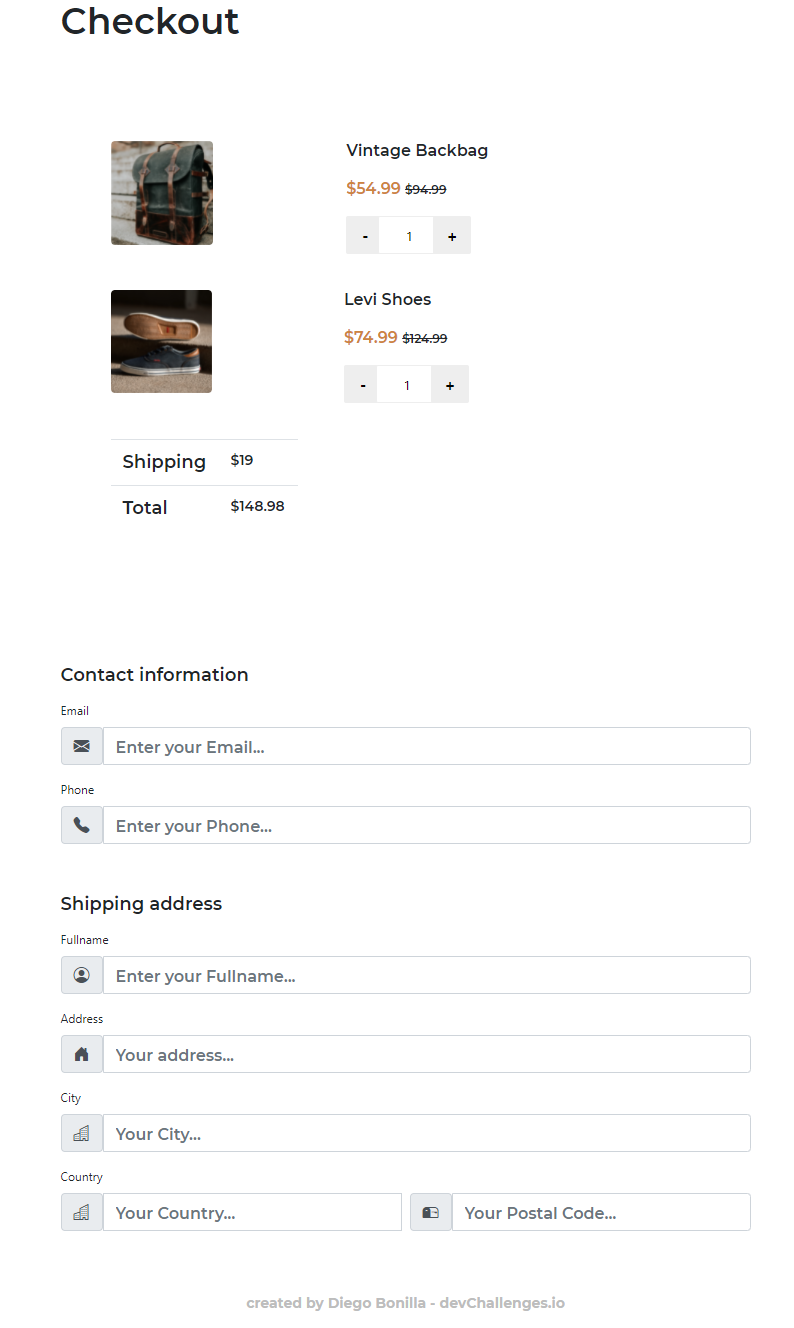 Checkout
Vintage Backbag
$54.99 $94.99
- 1 +
Levi Shoes
$74.99 $124.99
- 1 +
Shipping $19
Total $148.98
Contact information
Email
Enter your Email...
Phone
Enter your Phone...
Shipping address
Fullname
Enter your Fullname...
Address
Your address...
City
Your City...
Country
Your Country... Your Postal Code...
created by Diego Bonilla - devChallenges.io